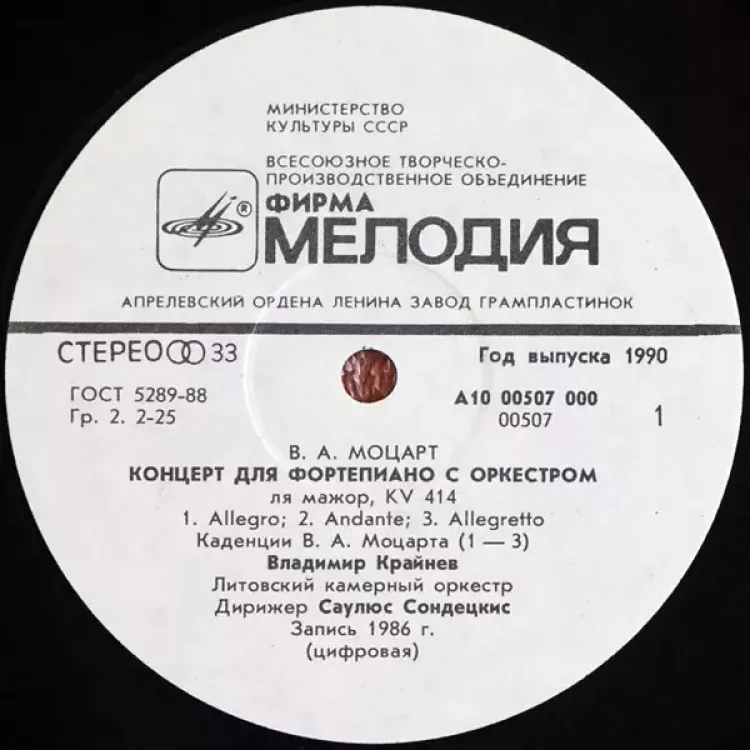 МИНИСТЕРСТВО
КУЛЬТУРЫ СССР
ВСЕСОЮЗНОЕ ТВОРЧЕСКО-
ПРОИЗВОДСТВЕННОЕ ОБЪЕДИНЕНИЕ
®
ФИРМА
МЕЛОДИЯ
АПРЕЛЕВСКИЙ ОРДЕНА ЛЕНИНА ЗАВОД ГРАМПЛАСТИНОК
СТЕРЕО 33
Год выпуска 1990
ГОСТ 5289-88
А10 00507 000
Гр. 2. 2-25
00507
1
В. А. МОЦАРТ
КОНЦЕРТ ДЛЯ ФОРТЕПИАНО С ОРКЕСТРОМ
ля мажор, KV 414
1. Allegro; 2. Andante; 3. Allegretto
Каденции В. А. Моцарта (1 — 3)
Владимир Крайнев
Литовский камерный оркестр
Дирижер Саулюс Сондецкис
Запись 1986 г.
(цифровая)